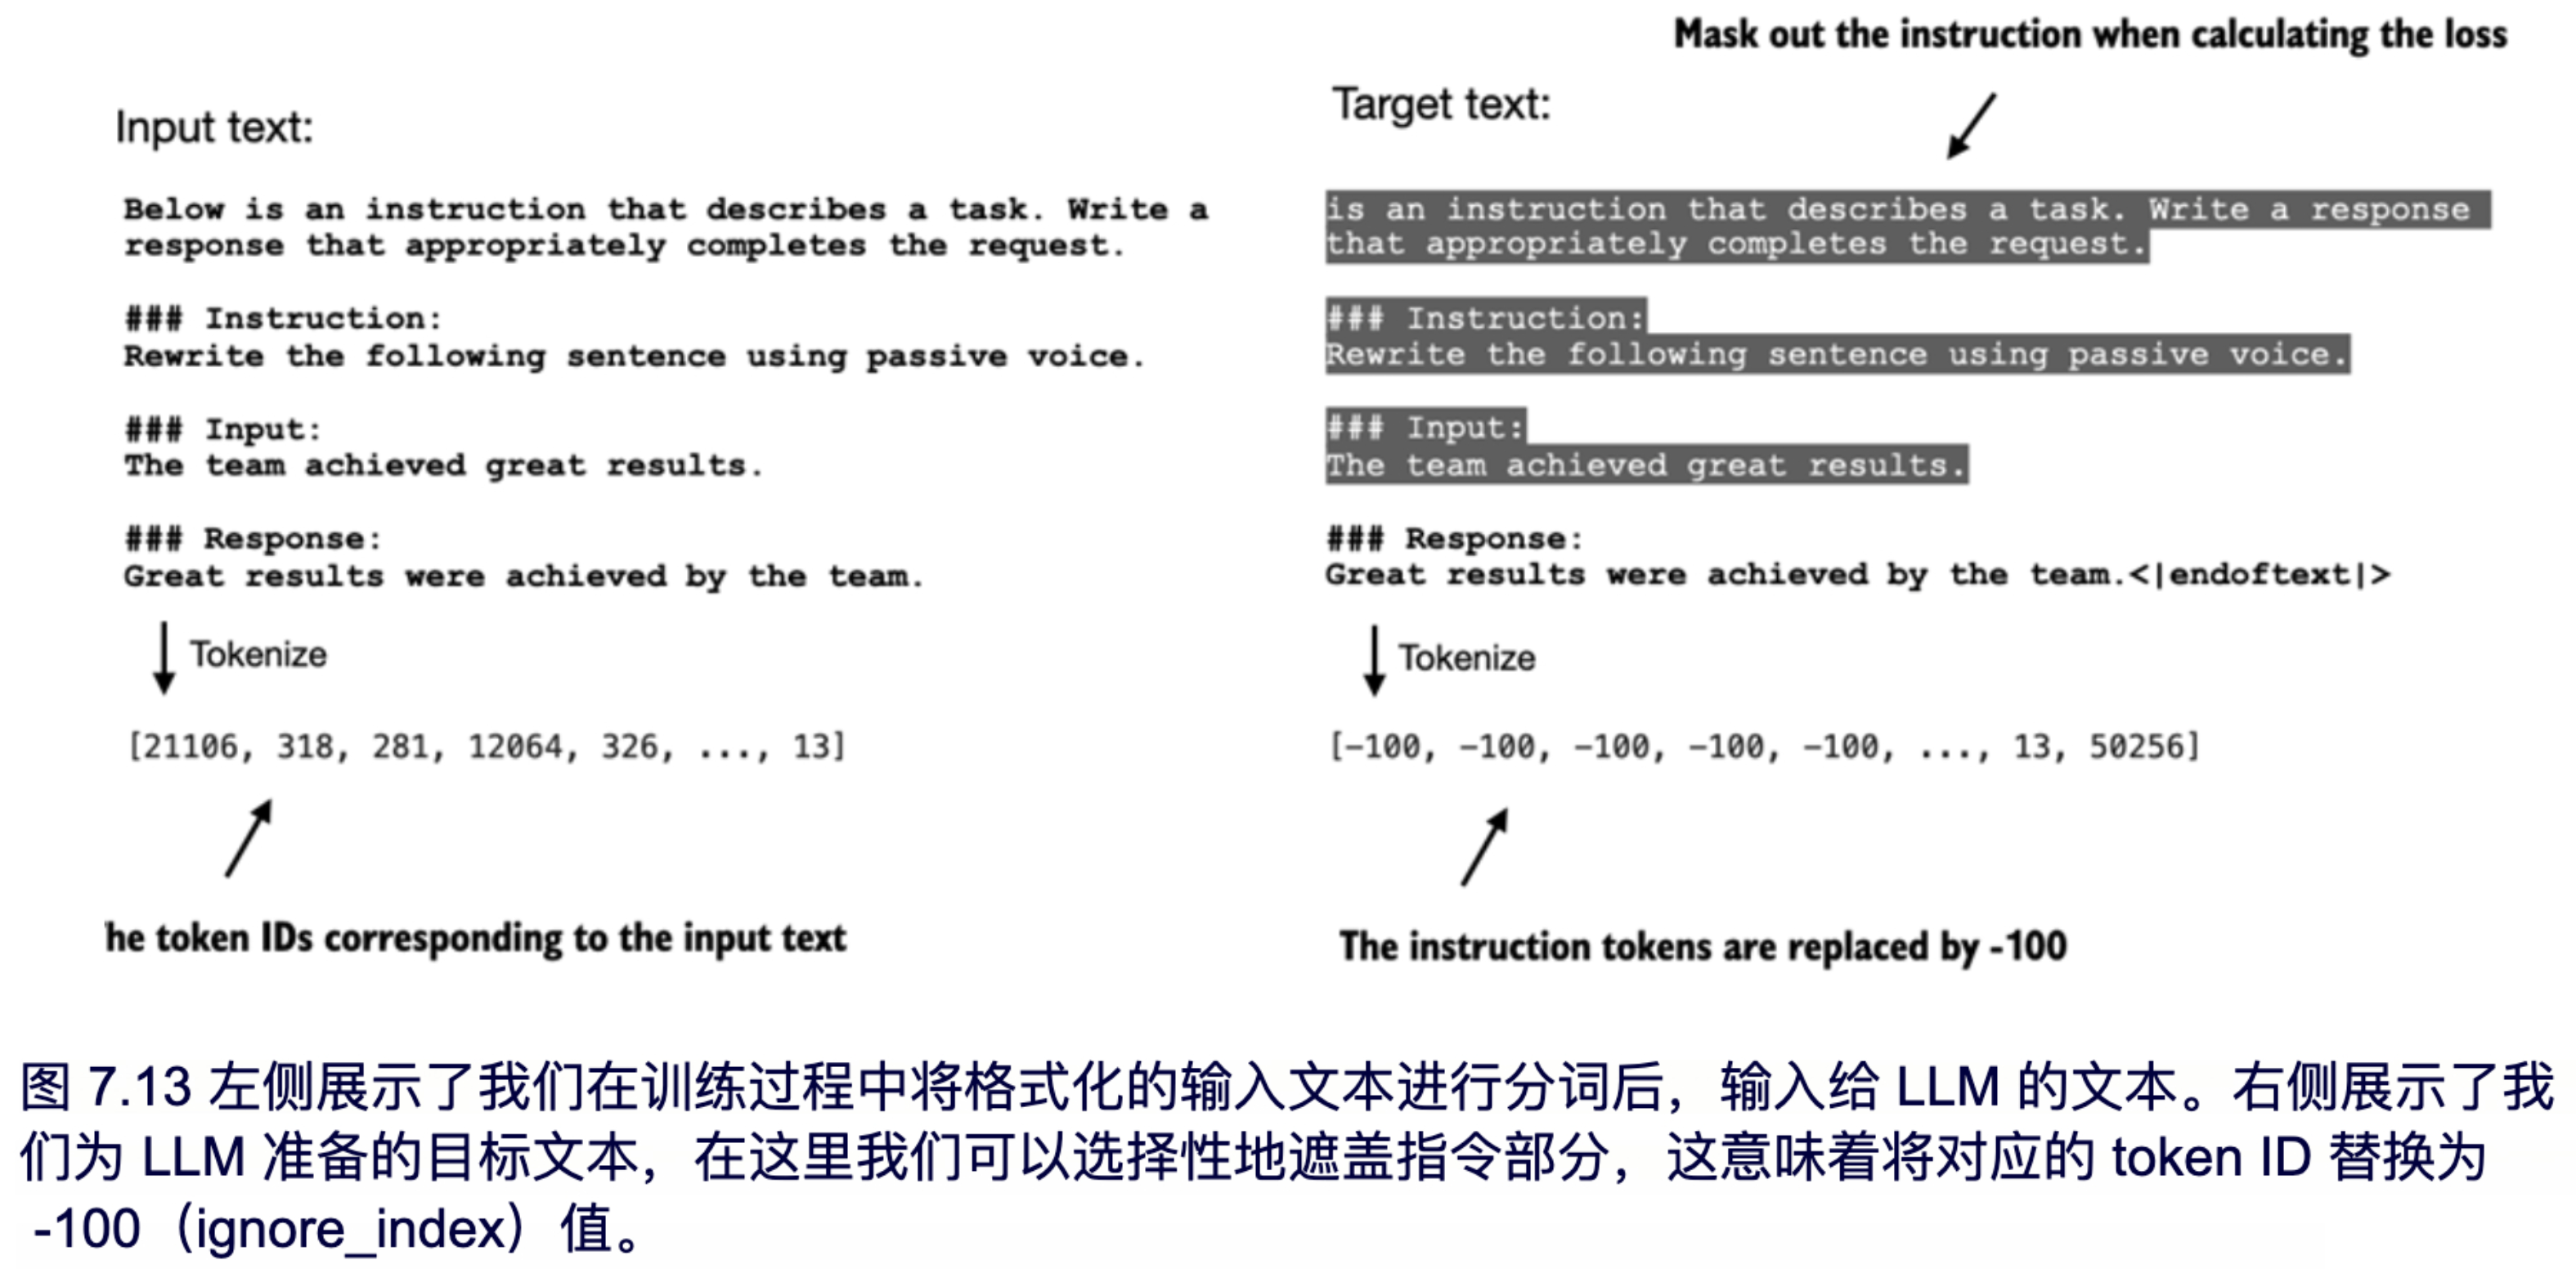 Mask out the instruction when calculating the loss
Input text:
Below is an instruction that describes a task. Write a
response that appropriately completes the request.
### Instruction:
Rewrite the following sentence using passive voice.
### Input:
The team achieved great results.
### Response:
Great results were achieved by the team.
Tokenize
[21106, 318, 281, 12064, 326, ..., 13]
he token IDs corresponding to the input text
Target text:
is an instruction that describes a task. Write a response
that appropriately completes the request.
### Instruction:
Rewrite the following sentence using passive voice.
### Input:
The team achieved great results.
### Response:
Great results were achieved by the team.<|endoftext|>
Tokenize
[-100, -100, -100, -100, -100, ..., 13, 50256]
The instruction tokens are replaced by -100
图 7.13 左侧展示了我们在训练过程中将格式化的输入文本进行分词后，输入给 LLM 的文本。右侧展示了我
们为 LLM 准备的目标文本，在这里我们可以选择性地遮盖指令部分，这意味着将对应的 token ID 替换为
-100（ignore_index）值。